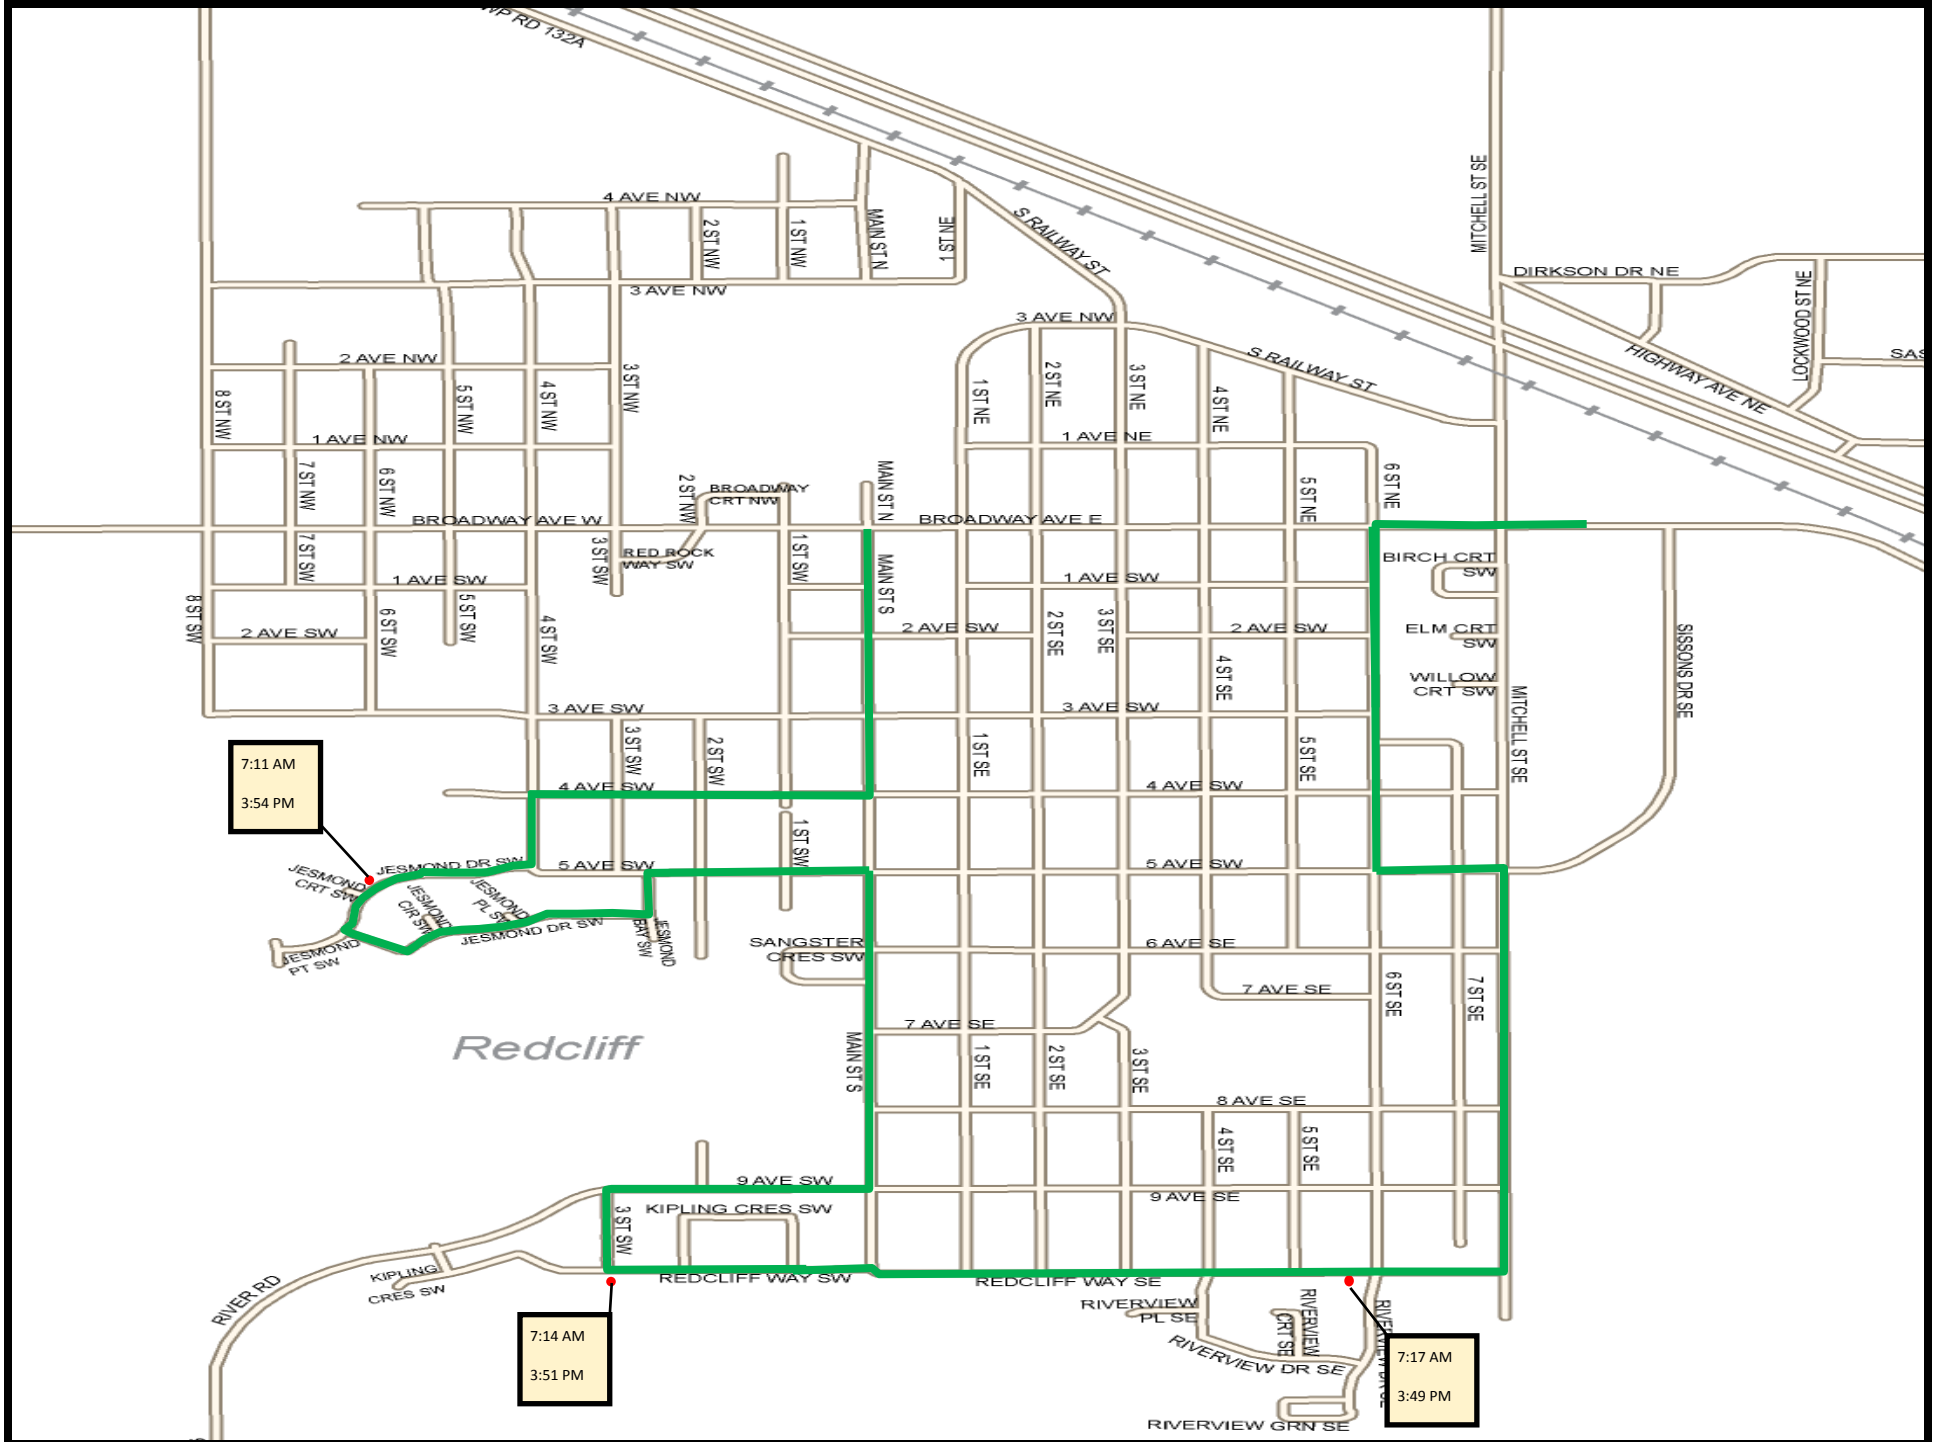 WP RD 132A
MITCHELL ST SE
4 AVE NW
2 ST NW
1 ST NW
MAIN ST N
1 ST NE
S RAILWAY ST
DIRKSON DR NE
LOCKWOOD ST NE
3 AVE NW
3 AVE NW
HIGHWAY AVE NE
SAS
2 AVE NW
S RAILWAY ST
8 ST NW
5 ST NW
4 ST NW
3 ST NW
1 ST NE
2 ST NE
3 ST NE
4 ST NE
1 AVE NW
1 AVE NE
7 ST NW
6 ST NW
2 ST NW
BROADWAY
CRT NW
MAIN ST N
5 ST NE
6 ST NE
BROADWAY AVE W
BROADWAY AVE E
7 ST SW
3 ST SW
RED ROCK
WAY SW
1 ST SW
MAIN ST S
BIRCH CRT
SW
1 AVE SW
1 AVE SW
8 ST SW
6 ST SW
5 ST SW
4 ST SW
2 AVE SW
2 AVE SW
2 ST SE
3 ST SE
2 AVE SW
ELM CRT
SW
SISSONS DR SE
4 ST SE
WILLOW
CRT SW
MITCHELL ST SE
3 AVE SW
3 AVE SW
3 ST SW
2 ST SW
1 ST SE
5 ST SE
7:11 AM
3:54 PM
4 AVE SW
4 AVE SW
1 ST SW
JESMOND DR SW
5 AVE SW
5 AVE SW
JESMOND
CRT SW
JESMOND
CIR SW
JESMOND
PL SW
JESMOND DR SW
JESMOND
BAY SW
JESMOND
PT SW
SANGSTER
CRES SW
6 AVE SE
7 AVE SE
6 ST SE
7 ST SE
Redcliff
7 AVE SE
MAIN ST S
1 ST SE
2 ST SE
3 ST SE
8 AVE SE
4 ST SE
5 ST SE
9 AVE SW
9 AVE SE
3 ST SW
KIPLING CRES SW
KIPLING
CRES SW
RIVER RD
REDCLIFF WAY SW
REDCLIFF WAY SE
RIVERVIEW
PL SE
RIVERVIEW
CRT SE
RIVERVIEW DR SE
RIVERVIEW DR SE
7:14 AM
3:51 PM
7:17 AM
3:49 PM
RIVERVIEW GRN SE